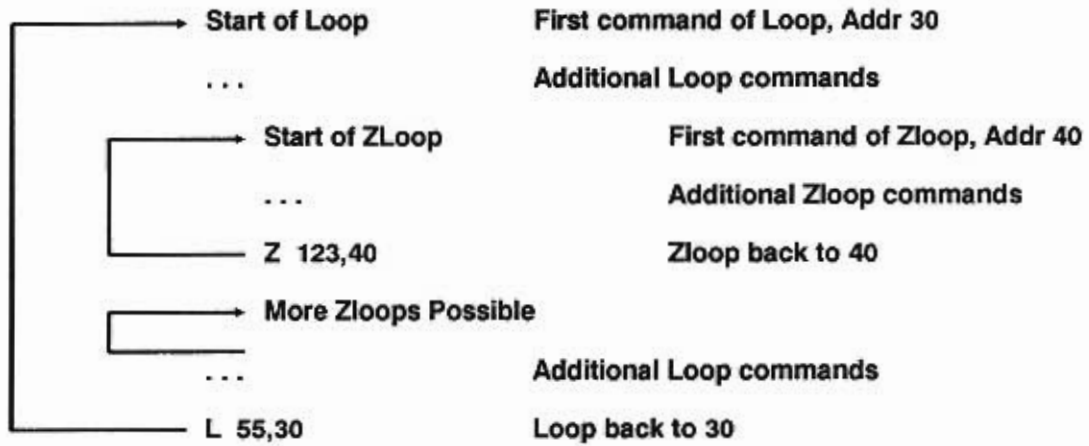 Start of Loop First command of Loop, Addr 30
. . . Additional Loop commands
Start of ZLoop First command of Zloop, Addr 40
. . . Additional Zloop commands
Z 123,40 Zloop back to 40
More Zloops Possible
. . . Additional Loop commands
L 55,30 Loop back to 30